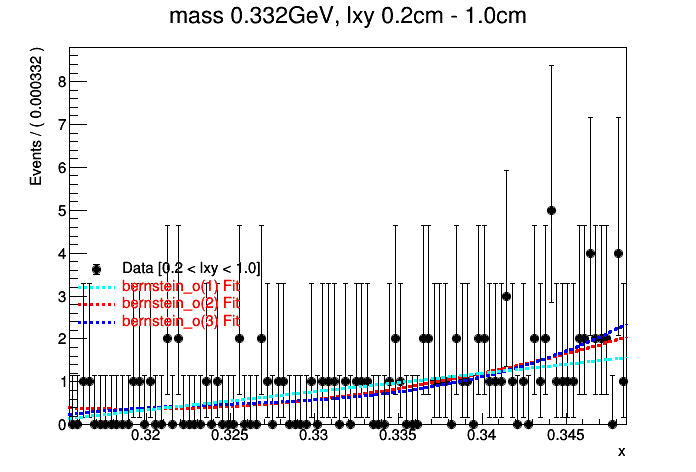 mass 0.332GeV, lxy 0.2cm - 1.0cm
Events / ( 0.000332 )
8
7
6
5
4
3
2
1
0
Data [0.2 < lxy < 1.0]
bernstein_o(1) Fit
bernstein_o(2) Fit
bernstein_o(3) Fit
0.32 0.325 0.33 0.335 0.34 0.345
x